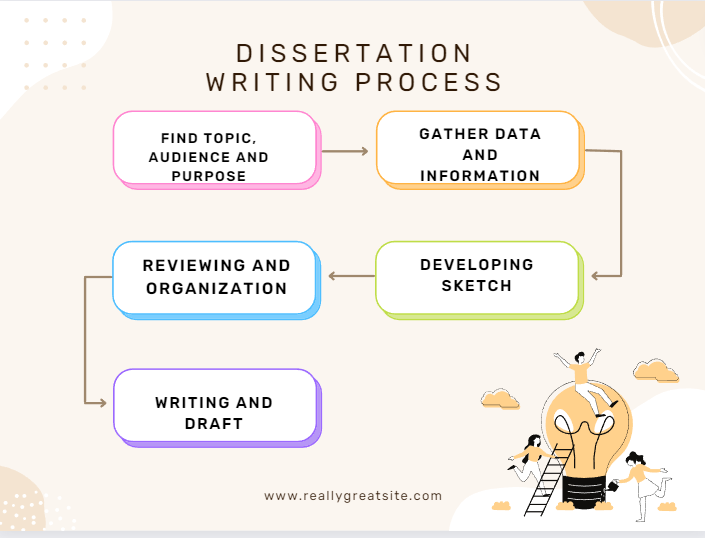 DISSERTATION
WRITING PROCESS
FIND TOPIC,
AUDIENCE AND
PURPOSE
GATHER DATA
AND
INFORMATION
DEVELOPING
SKETCH
REVIEWING AND
ORGANIZATION
WRITING AND
DRAFT
www.reallygreatsite.com